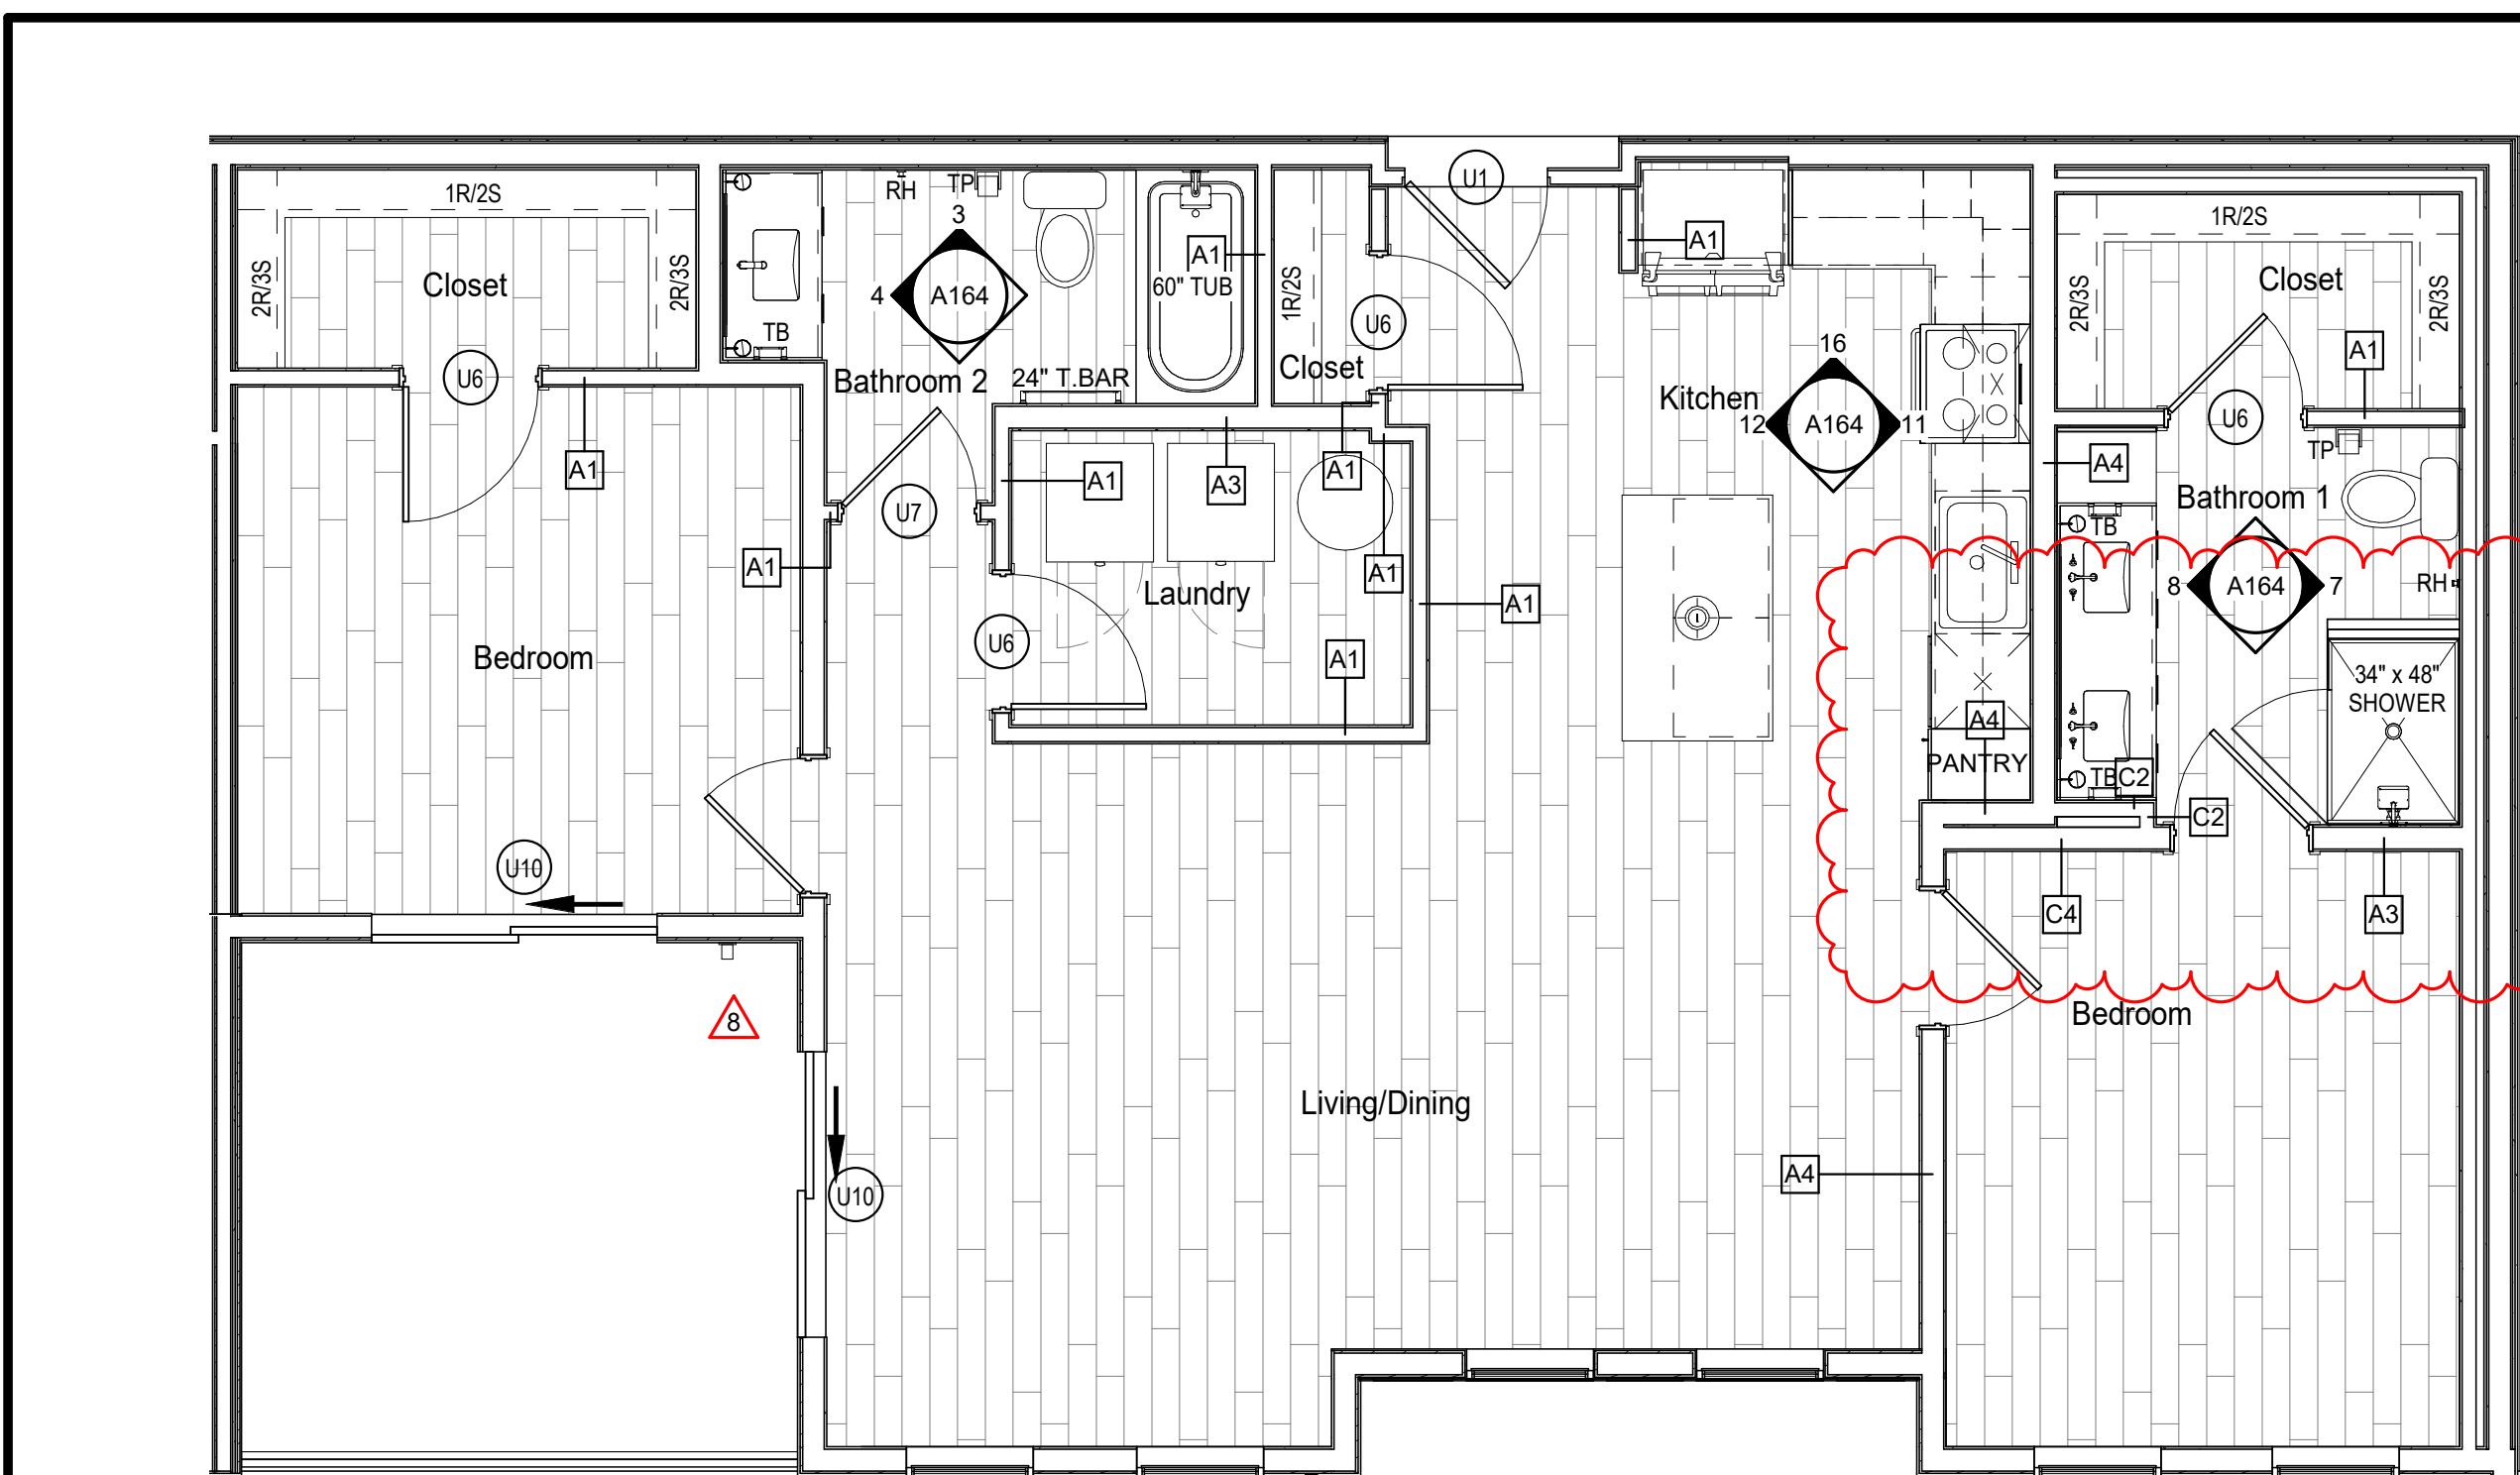 U1
1R/2S
RH
TP
3
1R/2S
A1
A1
2R/3S
Closet
2R/3S
4
A164
60" TUB
1R/2S
U6
2R/3S
Closet
2R/3S
TB
U6
Bathroom 2
24" T.BAR
Closet
16
Kitchen
12
A164
11
A1
U6
TP
A1
A1
A3
A1
A4
Bathroom 1
U7
TB
A1
A1
Laundry
A1
8
A164
7
RH
U6
Bedroom
A1
34" x 48"
SHOWER
A4
PANTRY
TB
C2
C2
U10
C4
A3
8
Bedroom
Living/Dining
A4
U10